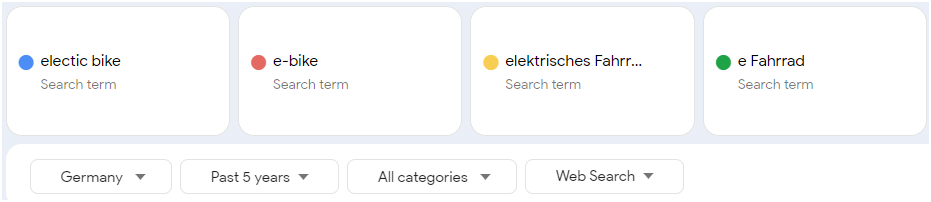 electic bike
Search term
e-bike
Search term
elektrisches Fahrr...
Search term
e Fahrrad
Search term
Germany
Past 5 years
All categories
Web Search